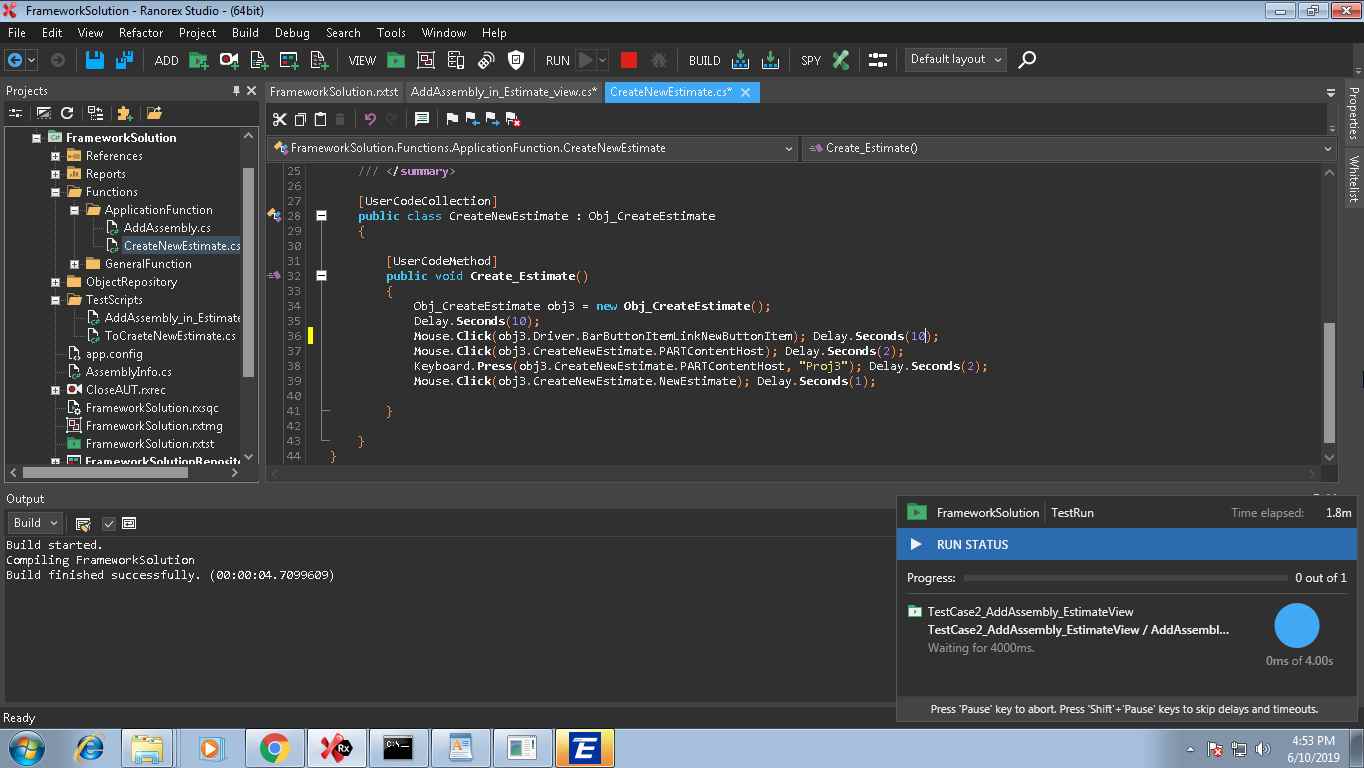 FrameworkSolution - Ranorex Studio - (64bit)
File Edit View Refactor Project Build Debug Search Tools Window Help
ADD VIEW RUN BUILD SPY Default layout
Projects
FrameworkSolution.rxtst AddAssembly_in_Estimate_view.cs* CreateNewEstimate.cs*
FrameworkSolution.Functions.ApplicationFunction.CreateNewEstimate Create_Estimate()
FrameworkSolution
References
Reports
Functions
ApplicationFunction
AddAssembly.cs
CreateNewEstimate.cs
GeneralFunction
ObjectRepository
TestScripts
AddAssembly_in_Estimate
ToCraeteNewEstimate.cs
app.config
AssemblyInfo.cs
CloseAUT.rxrec
FrameworkSolution.rxsqc
FrameworkSolution.rxtmg
FrameworkSolution.rxtst
FrameworkSolutionReposito
25 /// </summary>
26
27 [UserCodeCollection]
28 public class CreateNewEstimate : Obj_CreateEstimate
29 {
30
31 [UserCodeMethod]
32 public void Create_Estimate()
33 {
34 Obj_CreateEstimate obj3 = new Obj_CreateEstimate();
35 Delay.Seconds(10);
36 Mouse.Click(obj3.Driver.BarButtonItemLinkNewButtonItem); Delay.Seconds(10);
37 Mouse.Click(obj3.CreateNewEstimate.PARTContentHost); Delay.Seconds(2);
38 Keyboard.Press(obj3.CreateNewEstimate.PARTContentHost, "Proj3"); Delay.Seconds(2);
39 Mouse.Click(obj3.CreateNewEstimate.NewEstimate); Delay.Seconds(1);
40
41 }
42
43 }
44 }
Properties
Whitelist
Output
Build
Build started.
Compiling FrameworkSolution
Build finished successfully. (00:00:04.7099609)
FrameworkSolution TestRun Time elapsed: 1.8m
RUN STATUS
Progress: 0 out of 1
TestCase2_AddAssembly_EstimateView
TestCase2_AddAssembly_EstimateView / AddAssembl...
Waiting for 4000ms.
0ms of 4.00s
Press 'Pause' key to abort. Press 'Shift'+'Pause' keys to skip delays and timeouts.
Ready
Rx
C:\
E
4:53 PM
6/10/2019